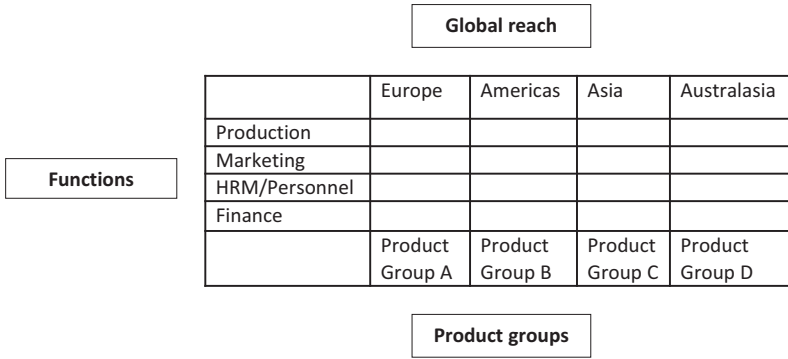 Global reach
Europe Americas Asia Australasia
Production
Marketing
Functions
HRM/Personnel
Finance
Product Product Product Product
Group A Group B Group C Group D
Product groups